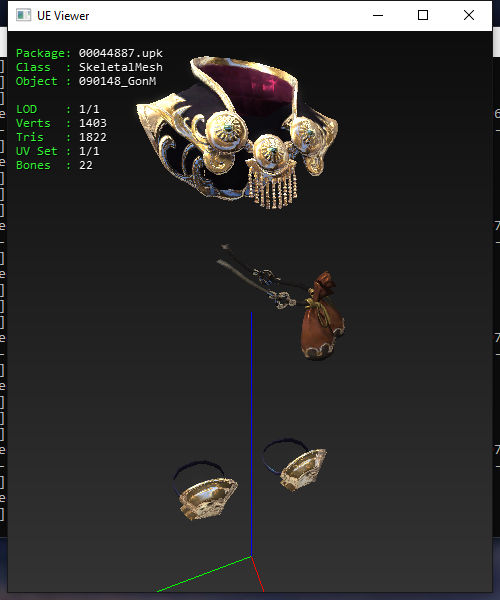 UE Viewer
Package: 00044887.upk
Class : SkeletalMesh
Object : 090148_GonM
LOD : 1/1
Verts : 1403
Tris : 1822
UV Set : 1/1
Bones : 22